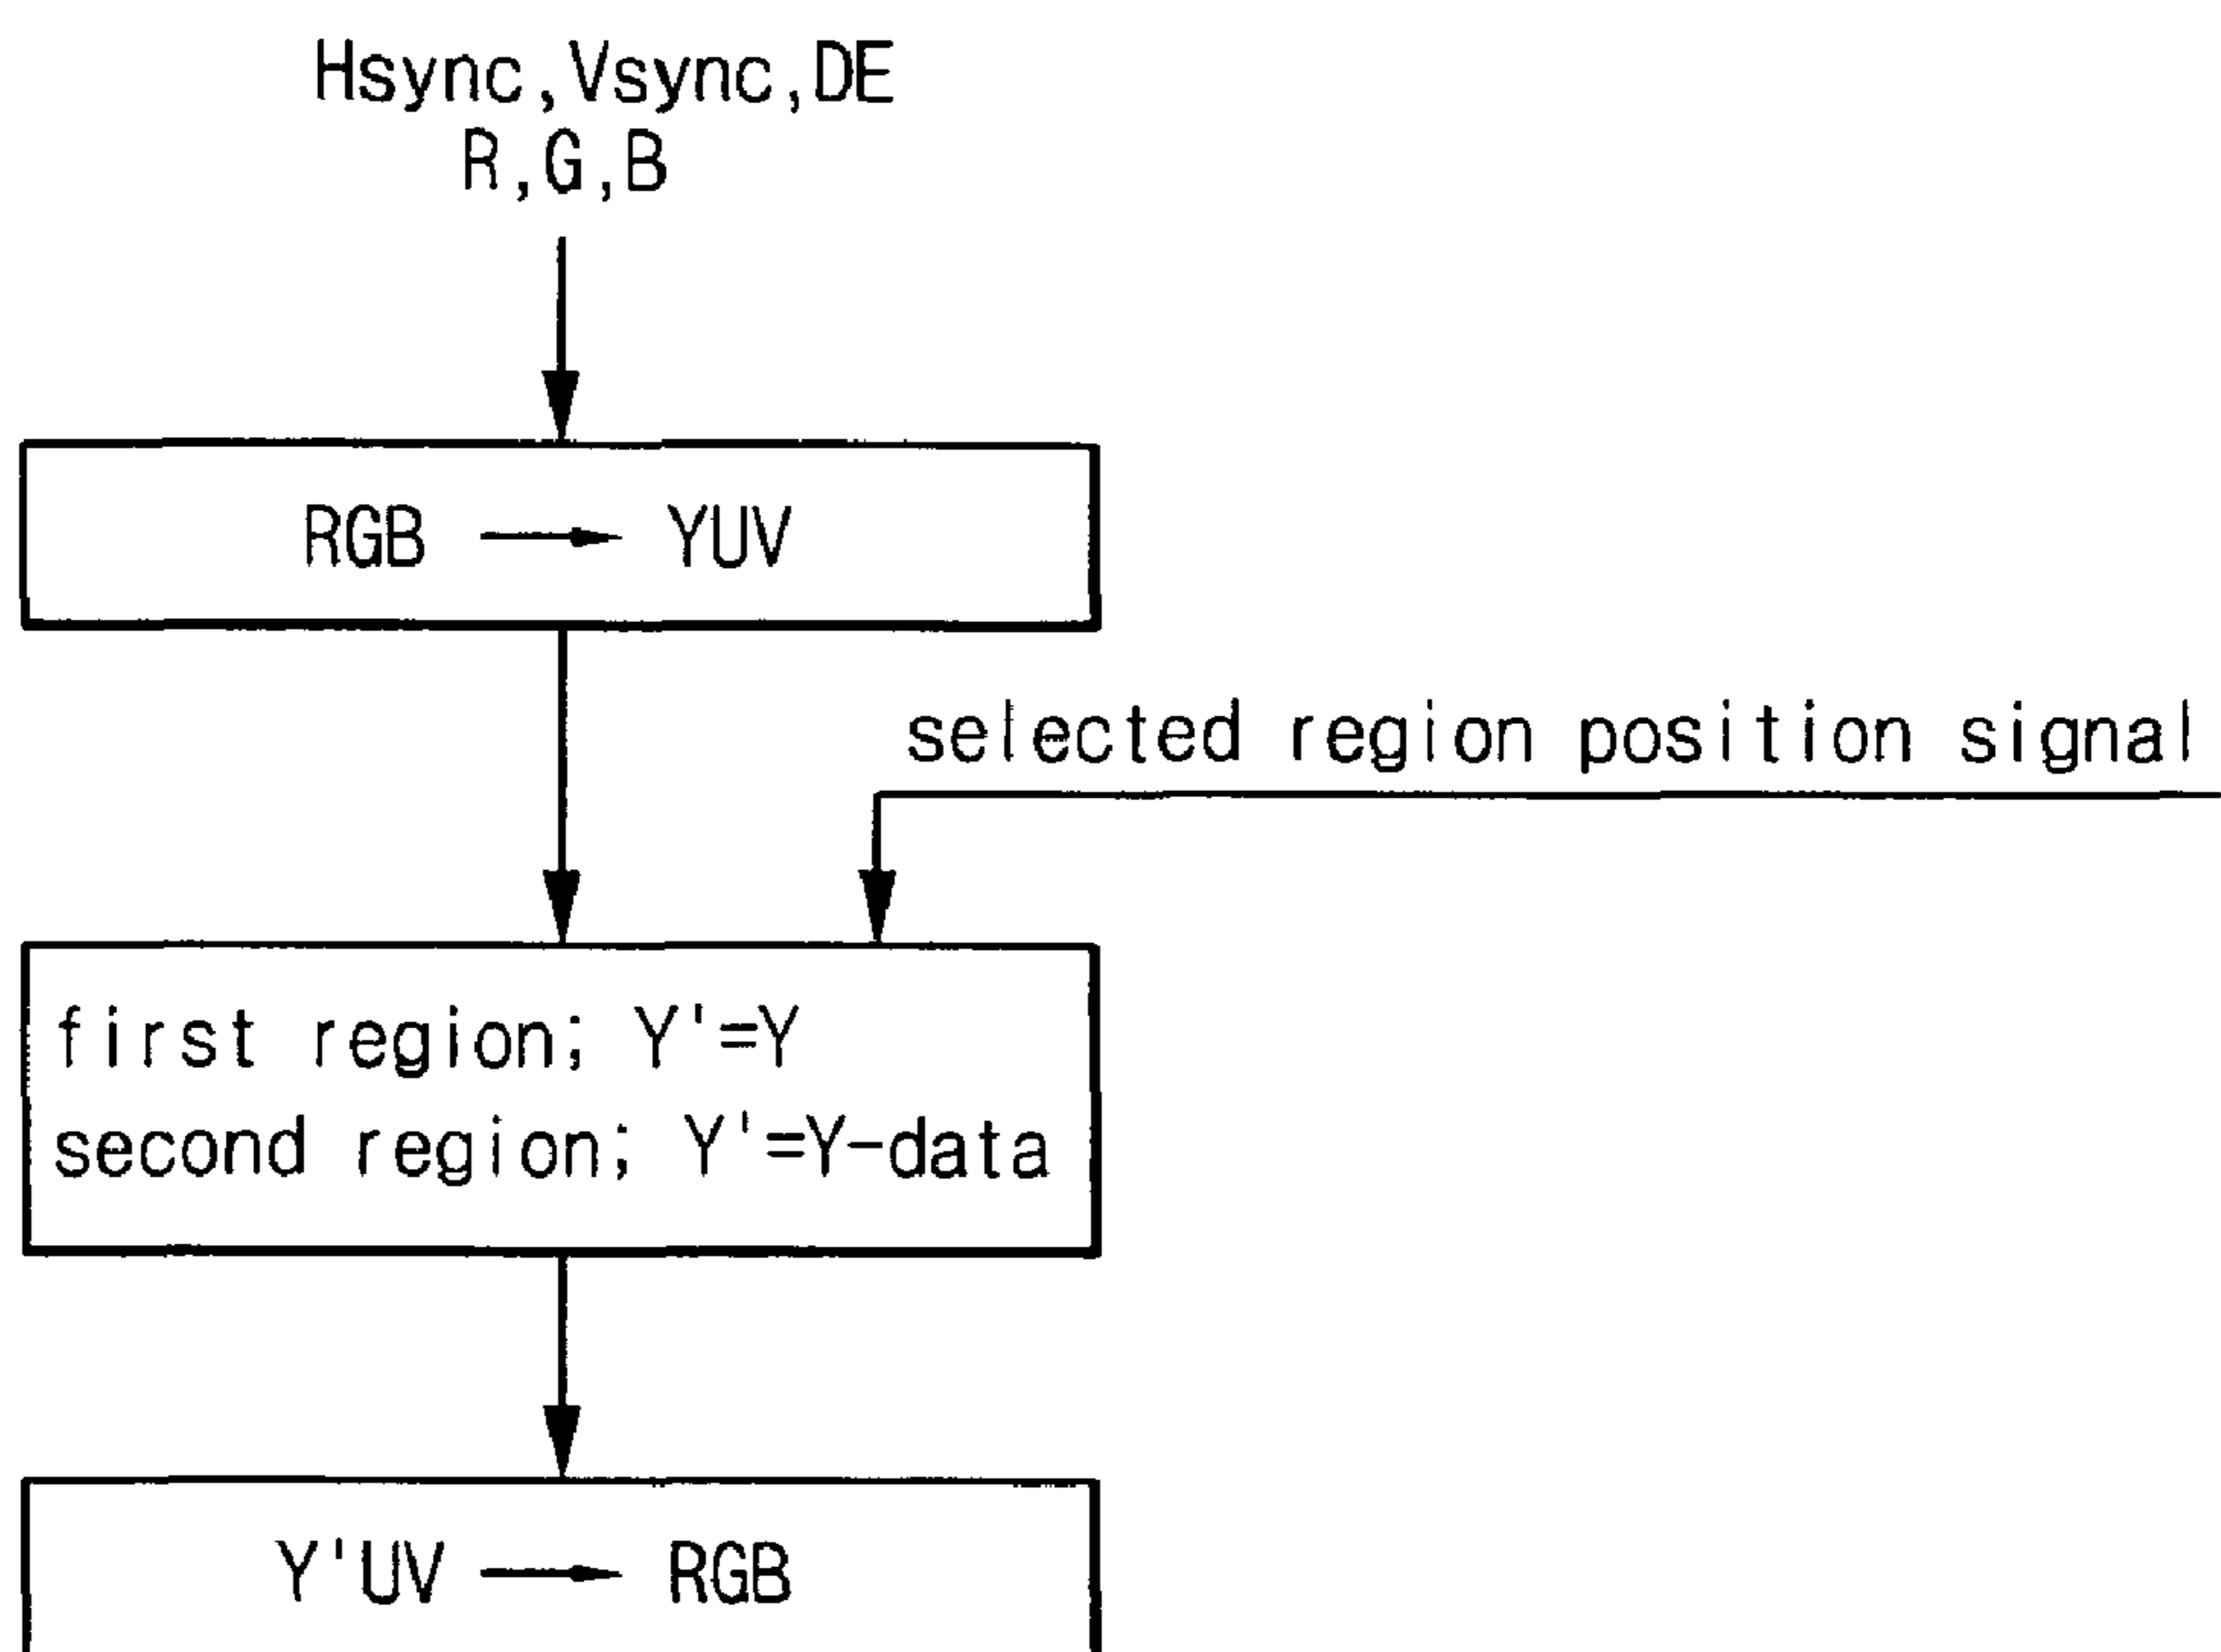 Hsync,Vsync,DE
R,G,B
RGB → YUV
selected region position signal
first region; Y'=Y
second region; Y'=Y-data
Y'UV → RGB